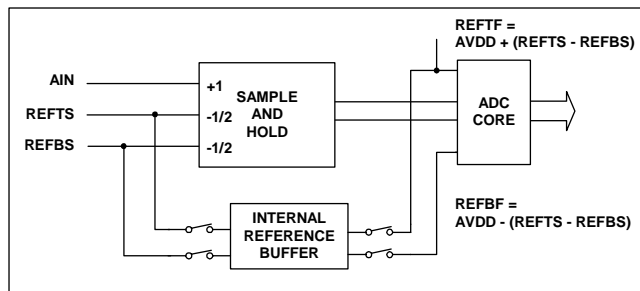 REFTF =
AVDD + (REFTS - REFBS)
AIN
+1
REFTS
-1/2
REFBS
-1/2
SAMPLE
AND
HOLD
ADC
CORE
INTERNAL
REFERENCE
BUFFER
REFBF =
AVDD - (REFTS - REFBS)